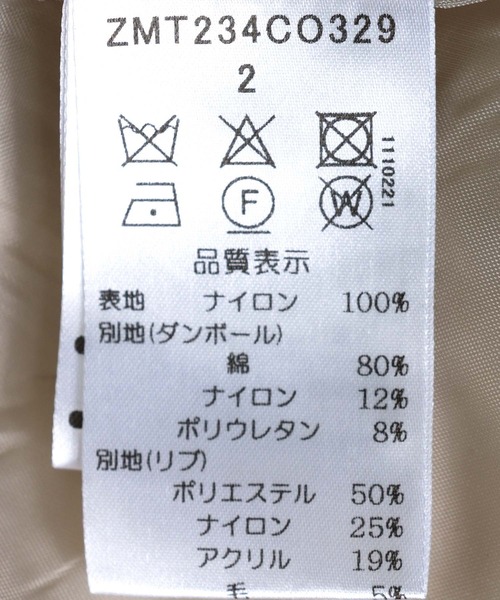 ZMT234CO329
2
F
W
1110221
品質表示
表地 ナイロン 100%
別地(ダンボール)
綿 80%
ナイロン 12%
ポリウレタン 8%
別地(リブ)
ポリエステル 50%
ナイロン 25%
アクリル 19%
毛 5%